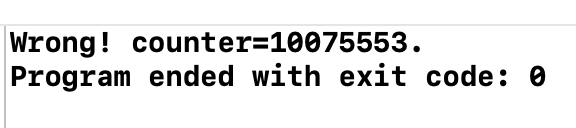 Wrong! counter=10075553.
Program ended with exit code: 0